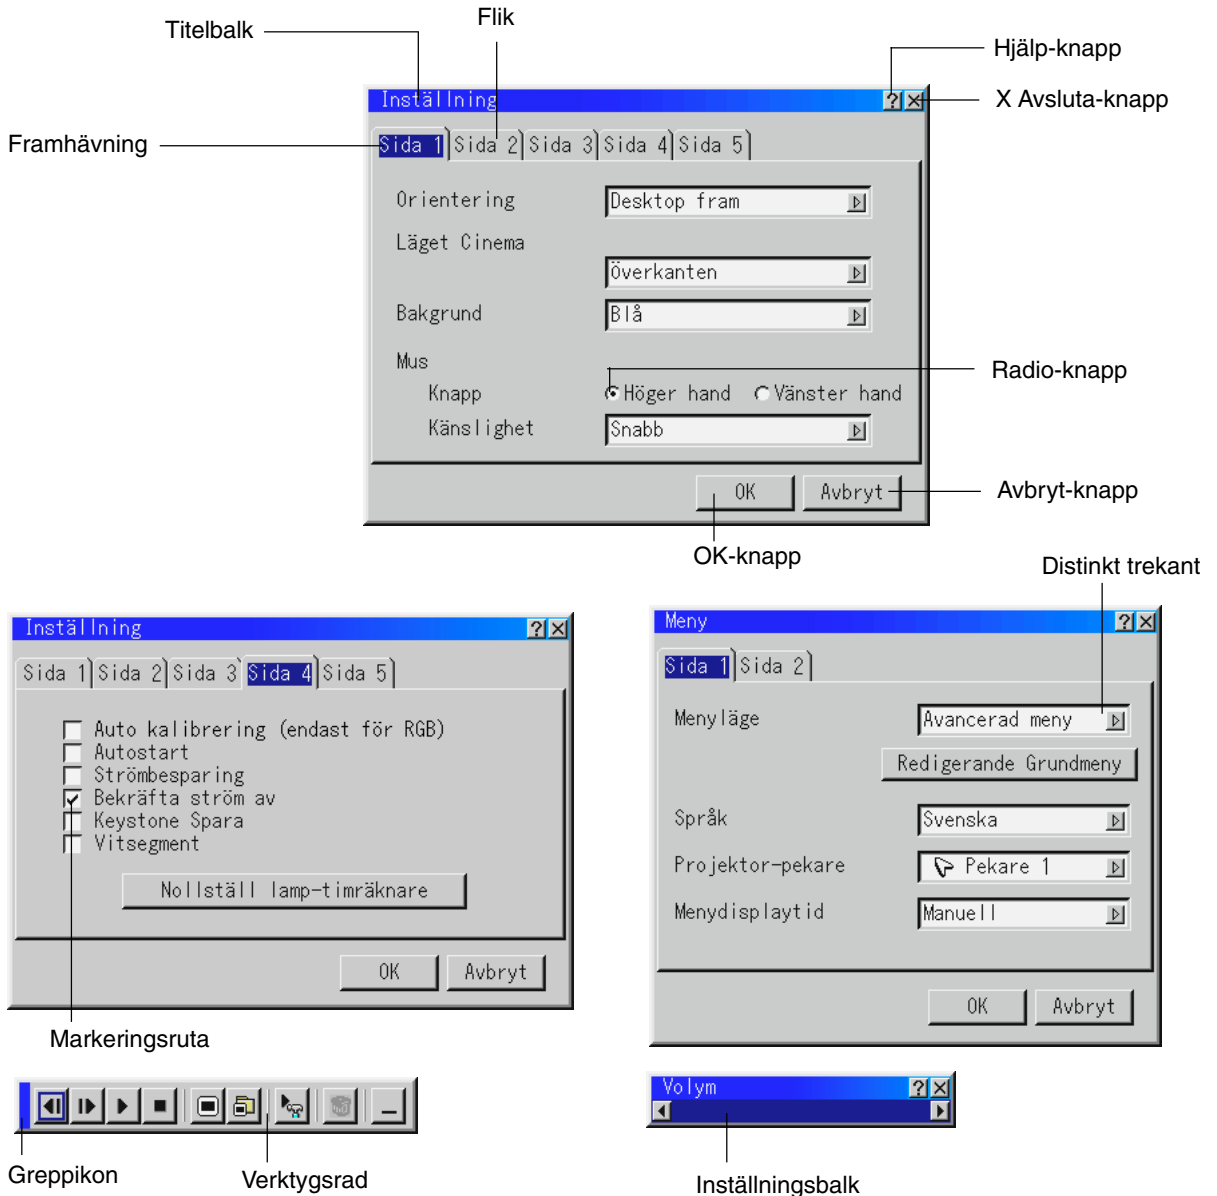 Flik
Titelbalk
Hjälp-knapp
Inställning
X Avsluta-knapp
Framhävning
Sida 1 Sida 2 Sida 3 Sida 4 Sida 5
Orientering Desktop fram
Läget Cinema
Överkanten
Bakgrund Blå
Mus
Radio-knapp
Knapp Höger hand Vänster hand
Känslighet Snabb
OK Avbryt
Avbryt-knapp
OK-knapp
Distinkt trekant
Inställning
Sida 1 Sida 2 Sida 3 Sida 4 Sida 5
Auto kalibrering (endast för RGB)
Autostart
Strömbesparing
Bekräfta ström av
Keystone Spara
Vitsegment
Nollställ lamp-timräknare
OK Avbryt
Markeringsruta
Meny
Sida 1 Sida 2
Menyläge Avancerad meny
Redigerande Grundmeny
Språk Svenska
Projektor-pekare Pekare 1
Menydisplaytid Manuell
OK Avbryt
Greppikon
Verktygsrad
Volym
Inställningsbalk